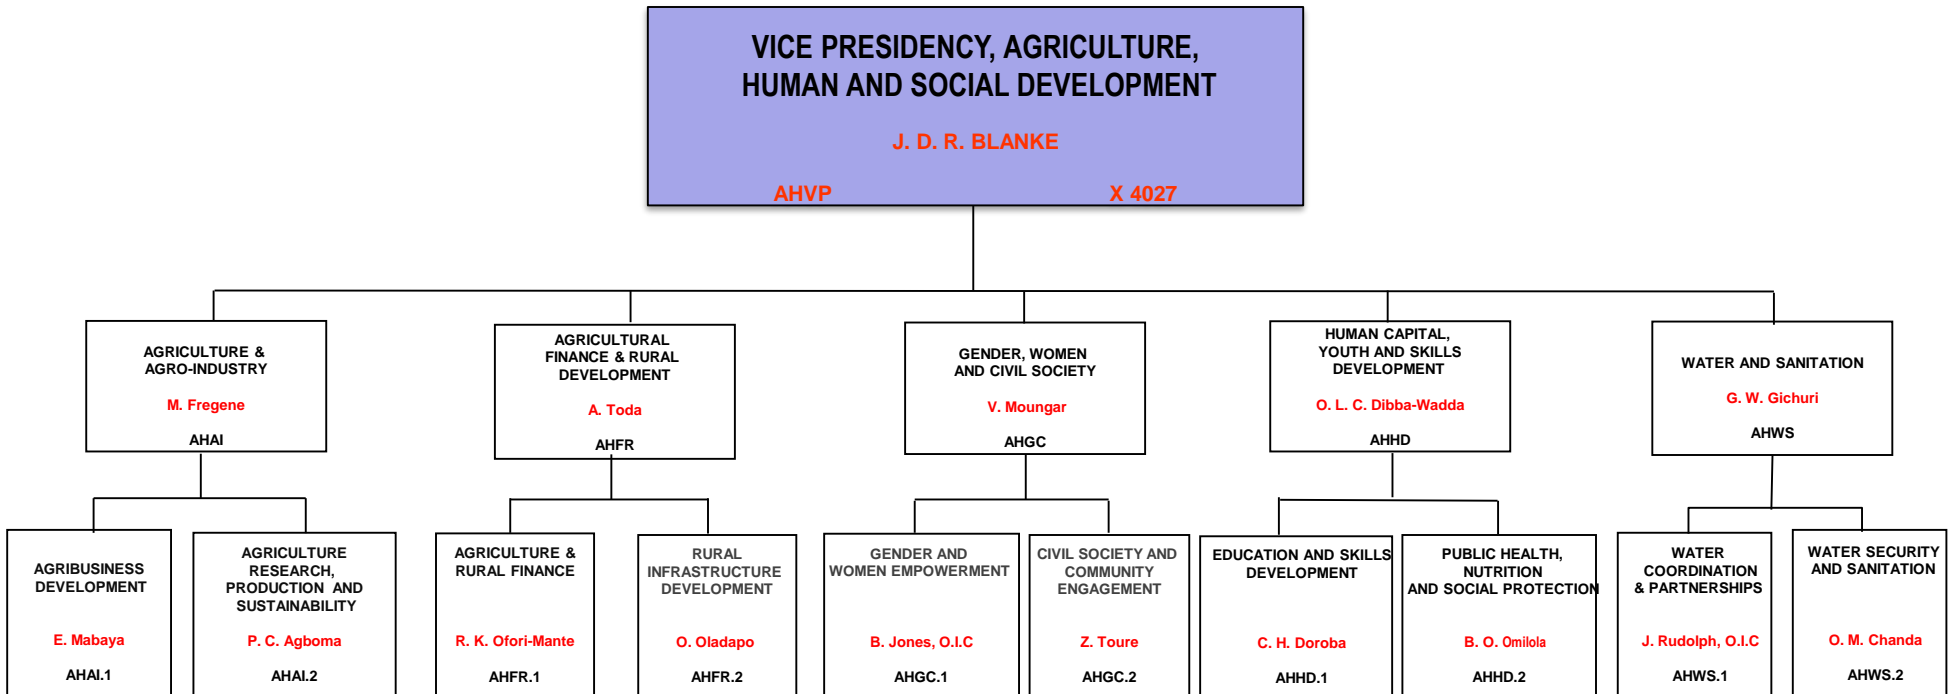 VICE PRESIDENCY, AGRICULTURE,
HUMAN AND SOCIAL DEVELOPMENT
J. D. R. BLANKE
AHVP X 4027
AGRICULTURE &
AGRO-INDUSTRY
M. Fregene
AHAI
AGRICULTURAL
FINANCE & RURAL
DEVELOPMENT
A. Toda
AHFR
GENDER, WOMEN
AND CIVIL SOCIETY
V. Moungar
AHGC
HUMAN CAPITAL,
YOUTH AND SKILLS
DEVELOPMENT
O. L. C. Dibba-Wadda
AHHD
WATER AND SANITATION
G. W. Gichuri
AHWS
AGRIBUSINESS
DEVELOPMENT
E. Mabaya
AHAI.1
AGRICULTURE
RESEARCH,
PRODUCTION AND
SUSTAINABILITY
P. C. Agboma
AHAI.2
AGRICULTURE &
RURAL FINANCE
R. K. Ofori-Mante
AHFR.1
RURAL
INFRASTRUCTURE
DEVELOPMENT
O. Oladapo
AHFR.2
GENDER AND
WOMEN EMPOWERMENT
B. Jones, O.I.C
AHGC.1
CIVIL SOCIETY AND
COMMUNITY
ENGAGEMENT
Z. Toure
AHGC.2
EDUCATION AND SKILLS
DEVELOPMENT
C. H. Doroba
AHHD.1
PUBLIC HEALTH,
NUTRITION
AND SOCIAL PROTECTION
B. O. Omilola
AHHD.2
WATER
COORDINATION
& PARTNERSHIPS
J. Rudolph, O.I.C
AHWS.1
WATER SECURITY
AND SANITATION
O. M. Chanda
AHWS.2